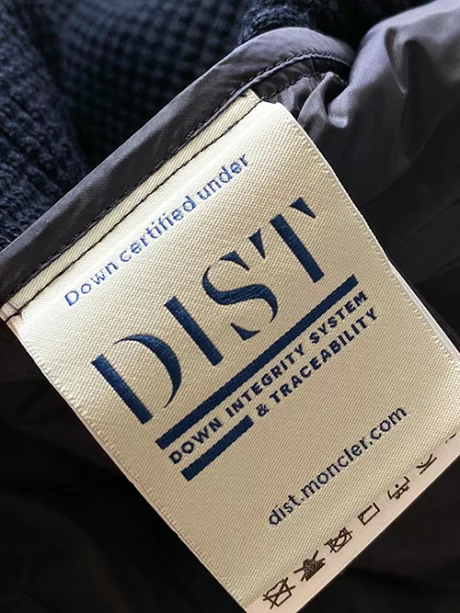 Down certified under
DIST
DOWN INTEGRITY SYSTEM
& TRACEABILITY
dist.moncler.com